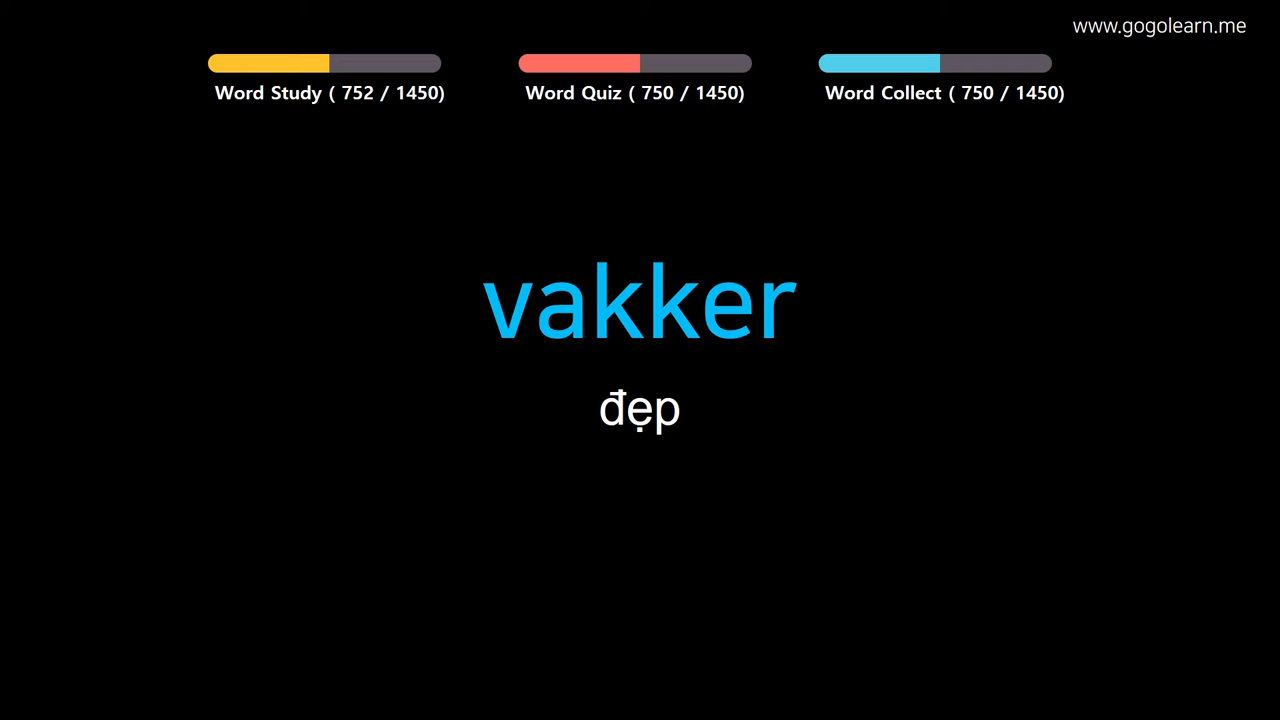 www.gogolearn.me
Word Study ( 752 / 1450)
Word Quiz ( 750 / 1450)
Word Collect ( 750 / 1450)
vakker
đẹp